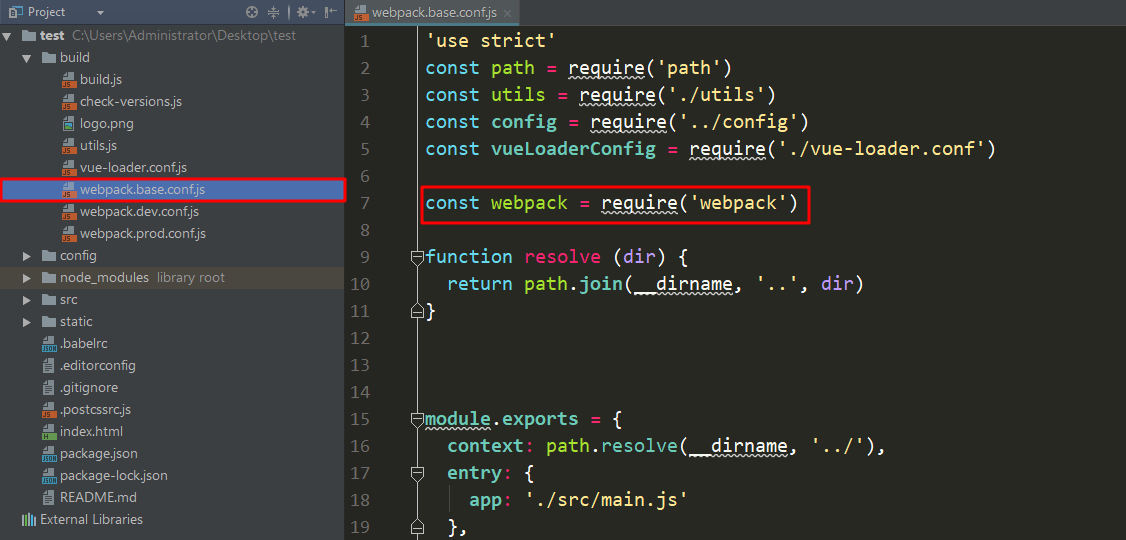 Project
test C:\Users\Administrator\Desktop\test
build
build.js
check-versions.js
logo.png
utils.js
vue-loader.conf.js
webpack.base.conf.js
webpack.dev.conf.js
webpack.prod.conf.js
config
node_modules library root
src
static
.babelrc
.editorconfig
.gitignore
.postcssrc.js
index.html
package.json
package-lock.json
README.md
External Libraries
webpack.base.conf.js
1 'use strict'
2 const path = require('path')
3 const utils = require('./utils')
4 const config = require('../config')
5 const vueLoaderConfig = require('./vue-loader.conf')
6
7 const webpack = require('webpack')
8
9 function resolve (dir) {
10   return path.join(__dirname, '..', dir)
11 }
12
13
14
15 module.exports = {
16   context: path.resolve(__dirname, '../'),
17   entry: {
18     app: './src/main.js'
19   },